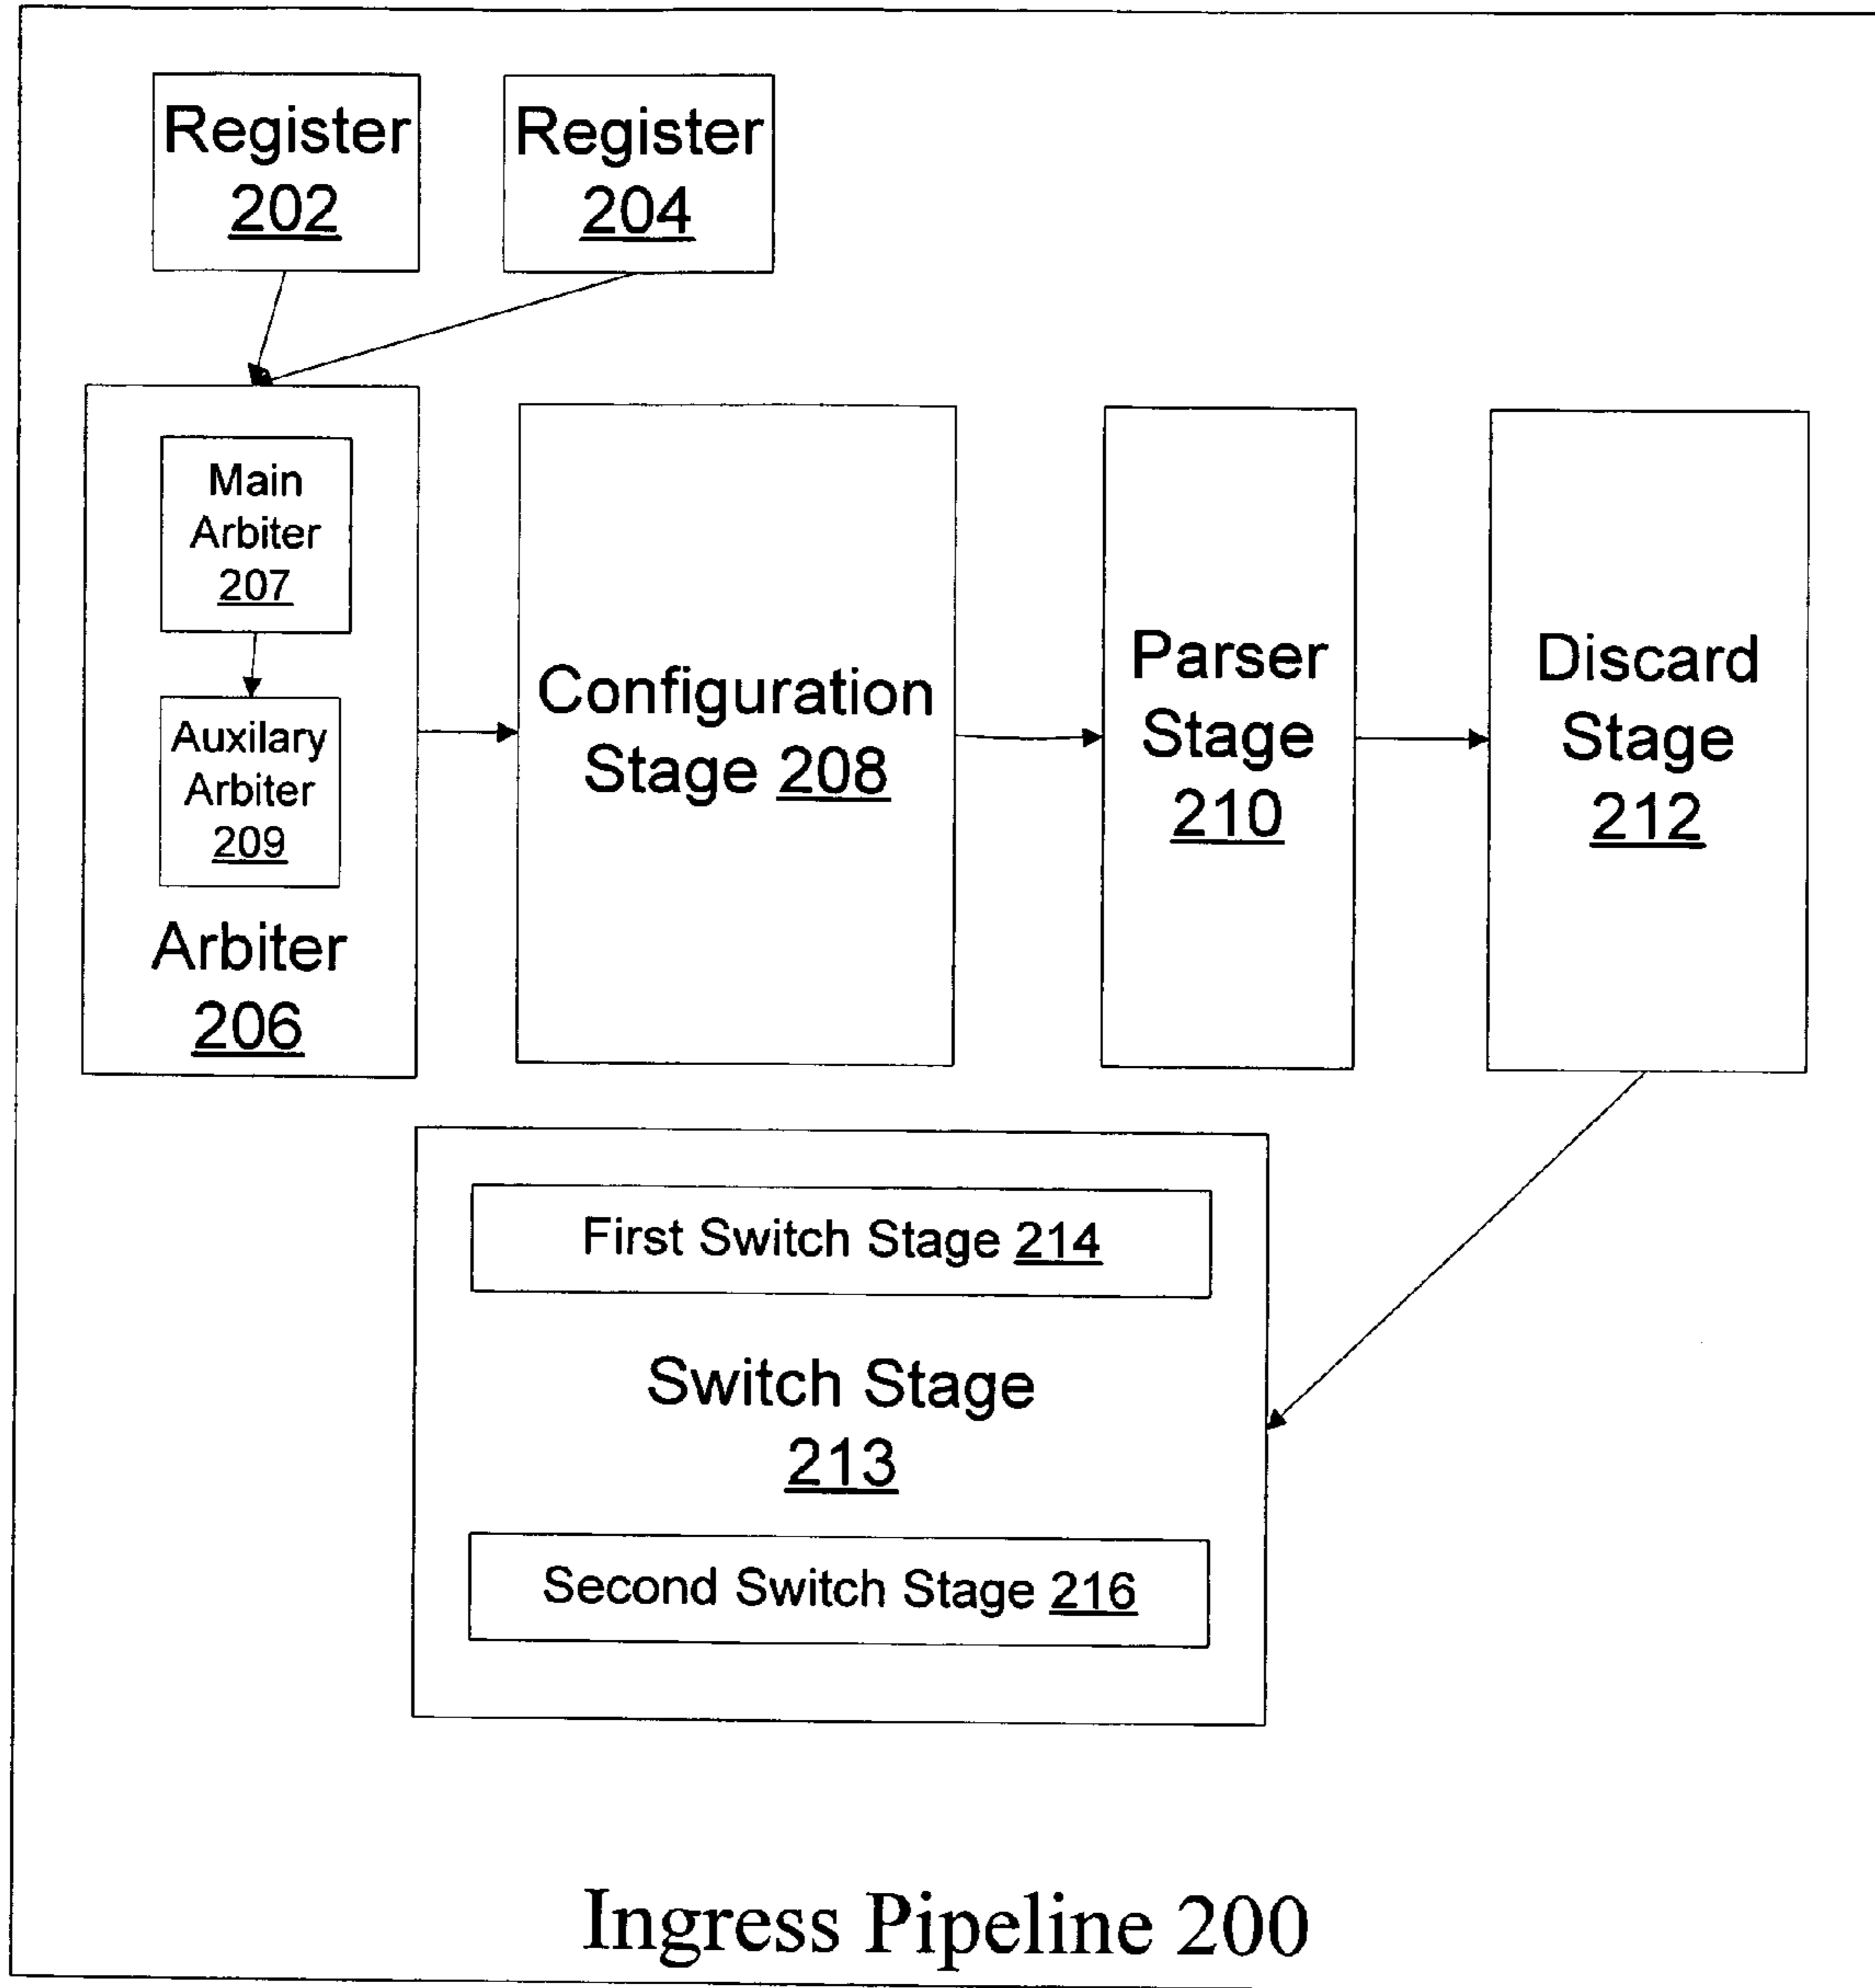 Register
202
Register
204
Main
Arbiter
207
Auxilary
Arbiter
209
Arbiter
206
Configuration
Stage 208
Parser
Stage
210
Discard
Stage
212
First Switch Stage 214
Switch Stage
213
Second Switch Stage 216
Ingress Pipeline 200